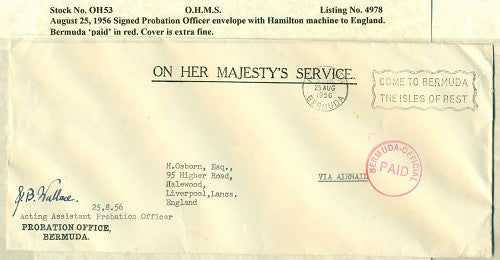 Stock No. OH53 O.H.M.S. Listing No. 4978
August 25, 1956 Signed Probation Officer envelope with Hamilton machine to England.
Bermuda ‘paid’ in red. Cover is extra fine.
ON HER MAJESTY'S SERVICE.
25 AUG
1956
BERMUDA
COME TO BERMUDA
THE ISLES OF REST
BERMUDA-OFFICIAL
PAID
H.Osborn, Esq.,
95 Higher Road,
Halewood,
Liverpool, Lancs.
England
VIA AIRMAIL
J.B. Wallace.
25.8.56
Acting Assistant Probation Officer
PROBATION OFFICE,
BERMUDA.